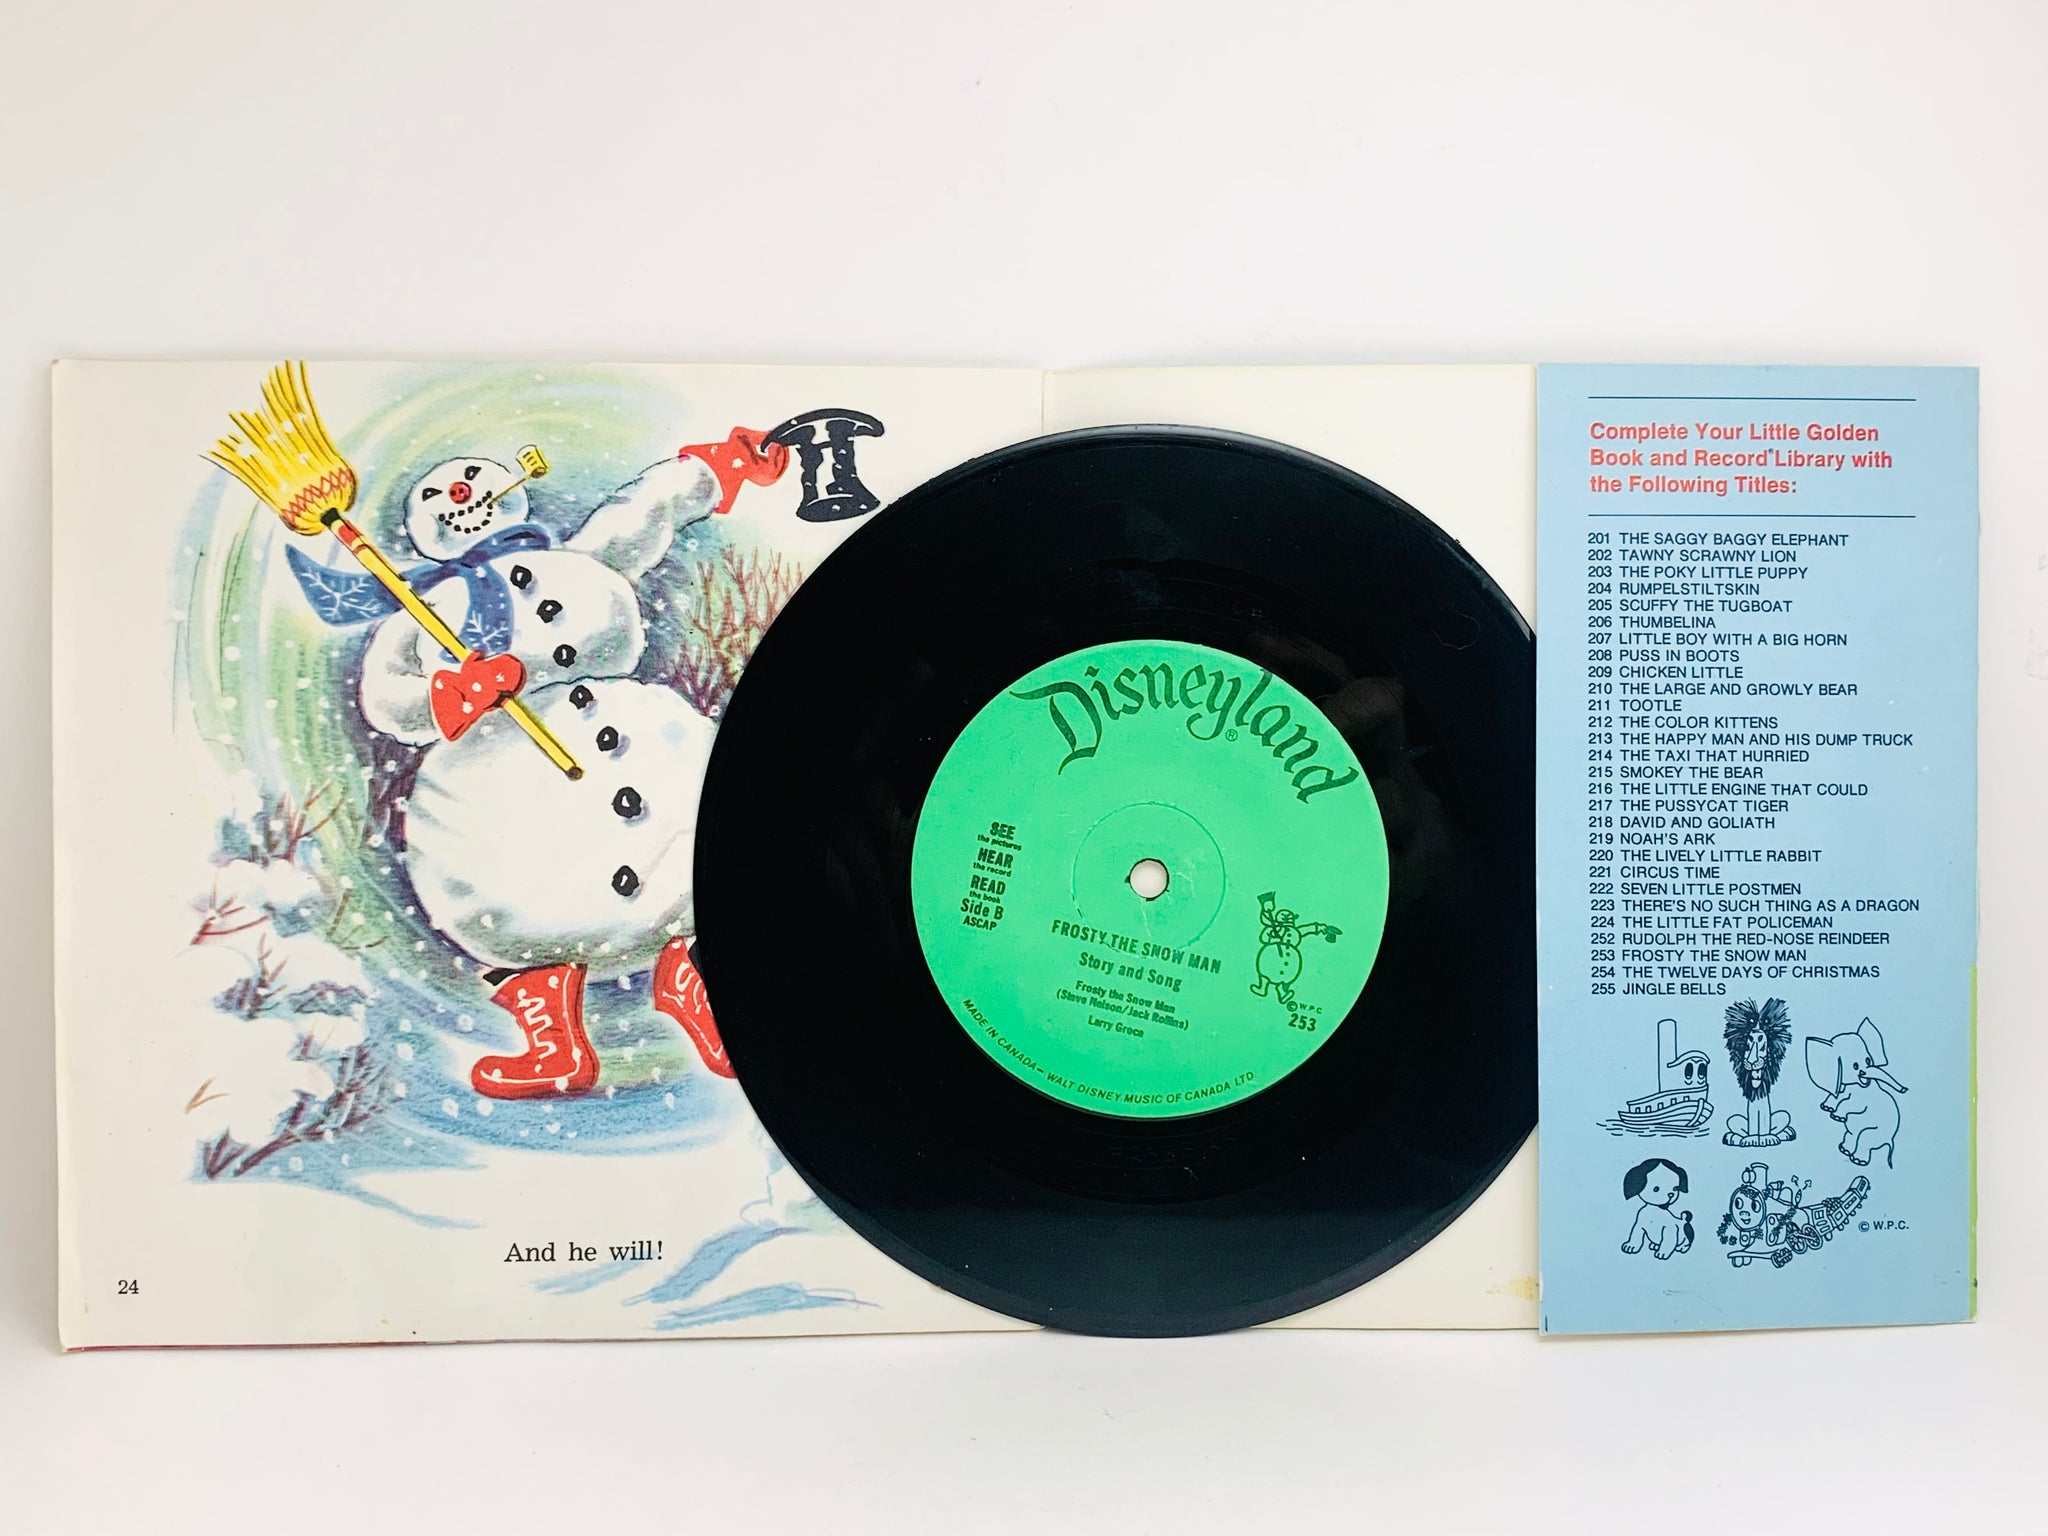 And he will!
24
Disneyland®
SEE
the pictures
HEAR
the record
READ
the book
Side B
ASCAP
FROSTY THE SNOW MAN
Story and Song
Frosty the Snow Man
(Steve Nelson/Jack Rollins)
Larry Groce
© W.P.C
253
MADE IN CANADA— WALT DISNEY MUSIC OF CANADA LTD
Complete Your Little Golden
Book and Record Library with
the Following Titles:
201 THE SAGGY BAGGY ELEPHANT
202 TAWNY SCRAWNY LION
203 THE POKY LITTLE PUPPY
204 RUMPELSTILTSKIN
205 SCUFFY THE TUGBOAT
206 THUMBELINA
207 LITTLE BOY WITH A BIG HORN
208 PUSS IN BOOTS
209 CHICKEN LITTLE
210 THE LARGE AND GROWLY BEAR
211 TOOTLE
212 THE COLOR KITTENS
213 THE HAPPY MAN AND HIS DUMP TRUCK
214 THE TAXI THAT HURRIED
215 SMOKEY THE BEAR
216 THE LITTLE ENGINE THAT COULD
217 THE PUSSYCAT TIGER
218 DAVID AND GOLIATH
219 NOAH'S ARK
220 THE LIVELY LITTLE RABBIT
221 CIRCUS TIME
222 SEVEN LITTLE POSTMEN
223 THERE'S NO SUCH THING AS A DRAGON
224 THE LITTLE FAT POLICEMAN
252 RUDOLPH THE RED-NOSE REINDEER
253 FROSTY THE SNOW MAN
254 THE TWELVE DAYS OF CHRISTMAS
255 JINGLE BELLS
© W.P.C.